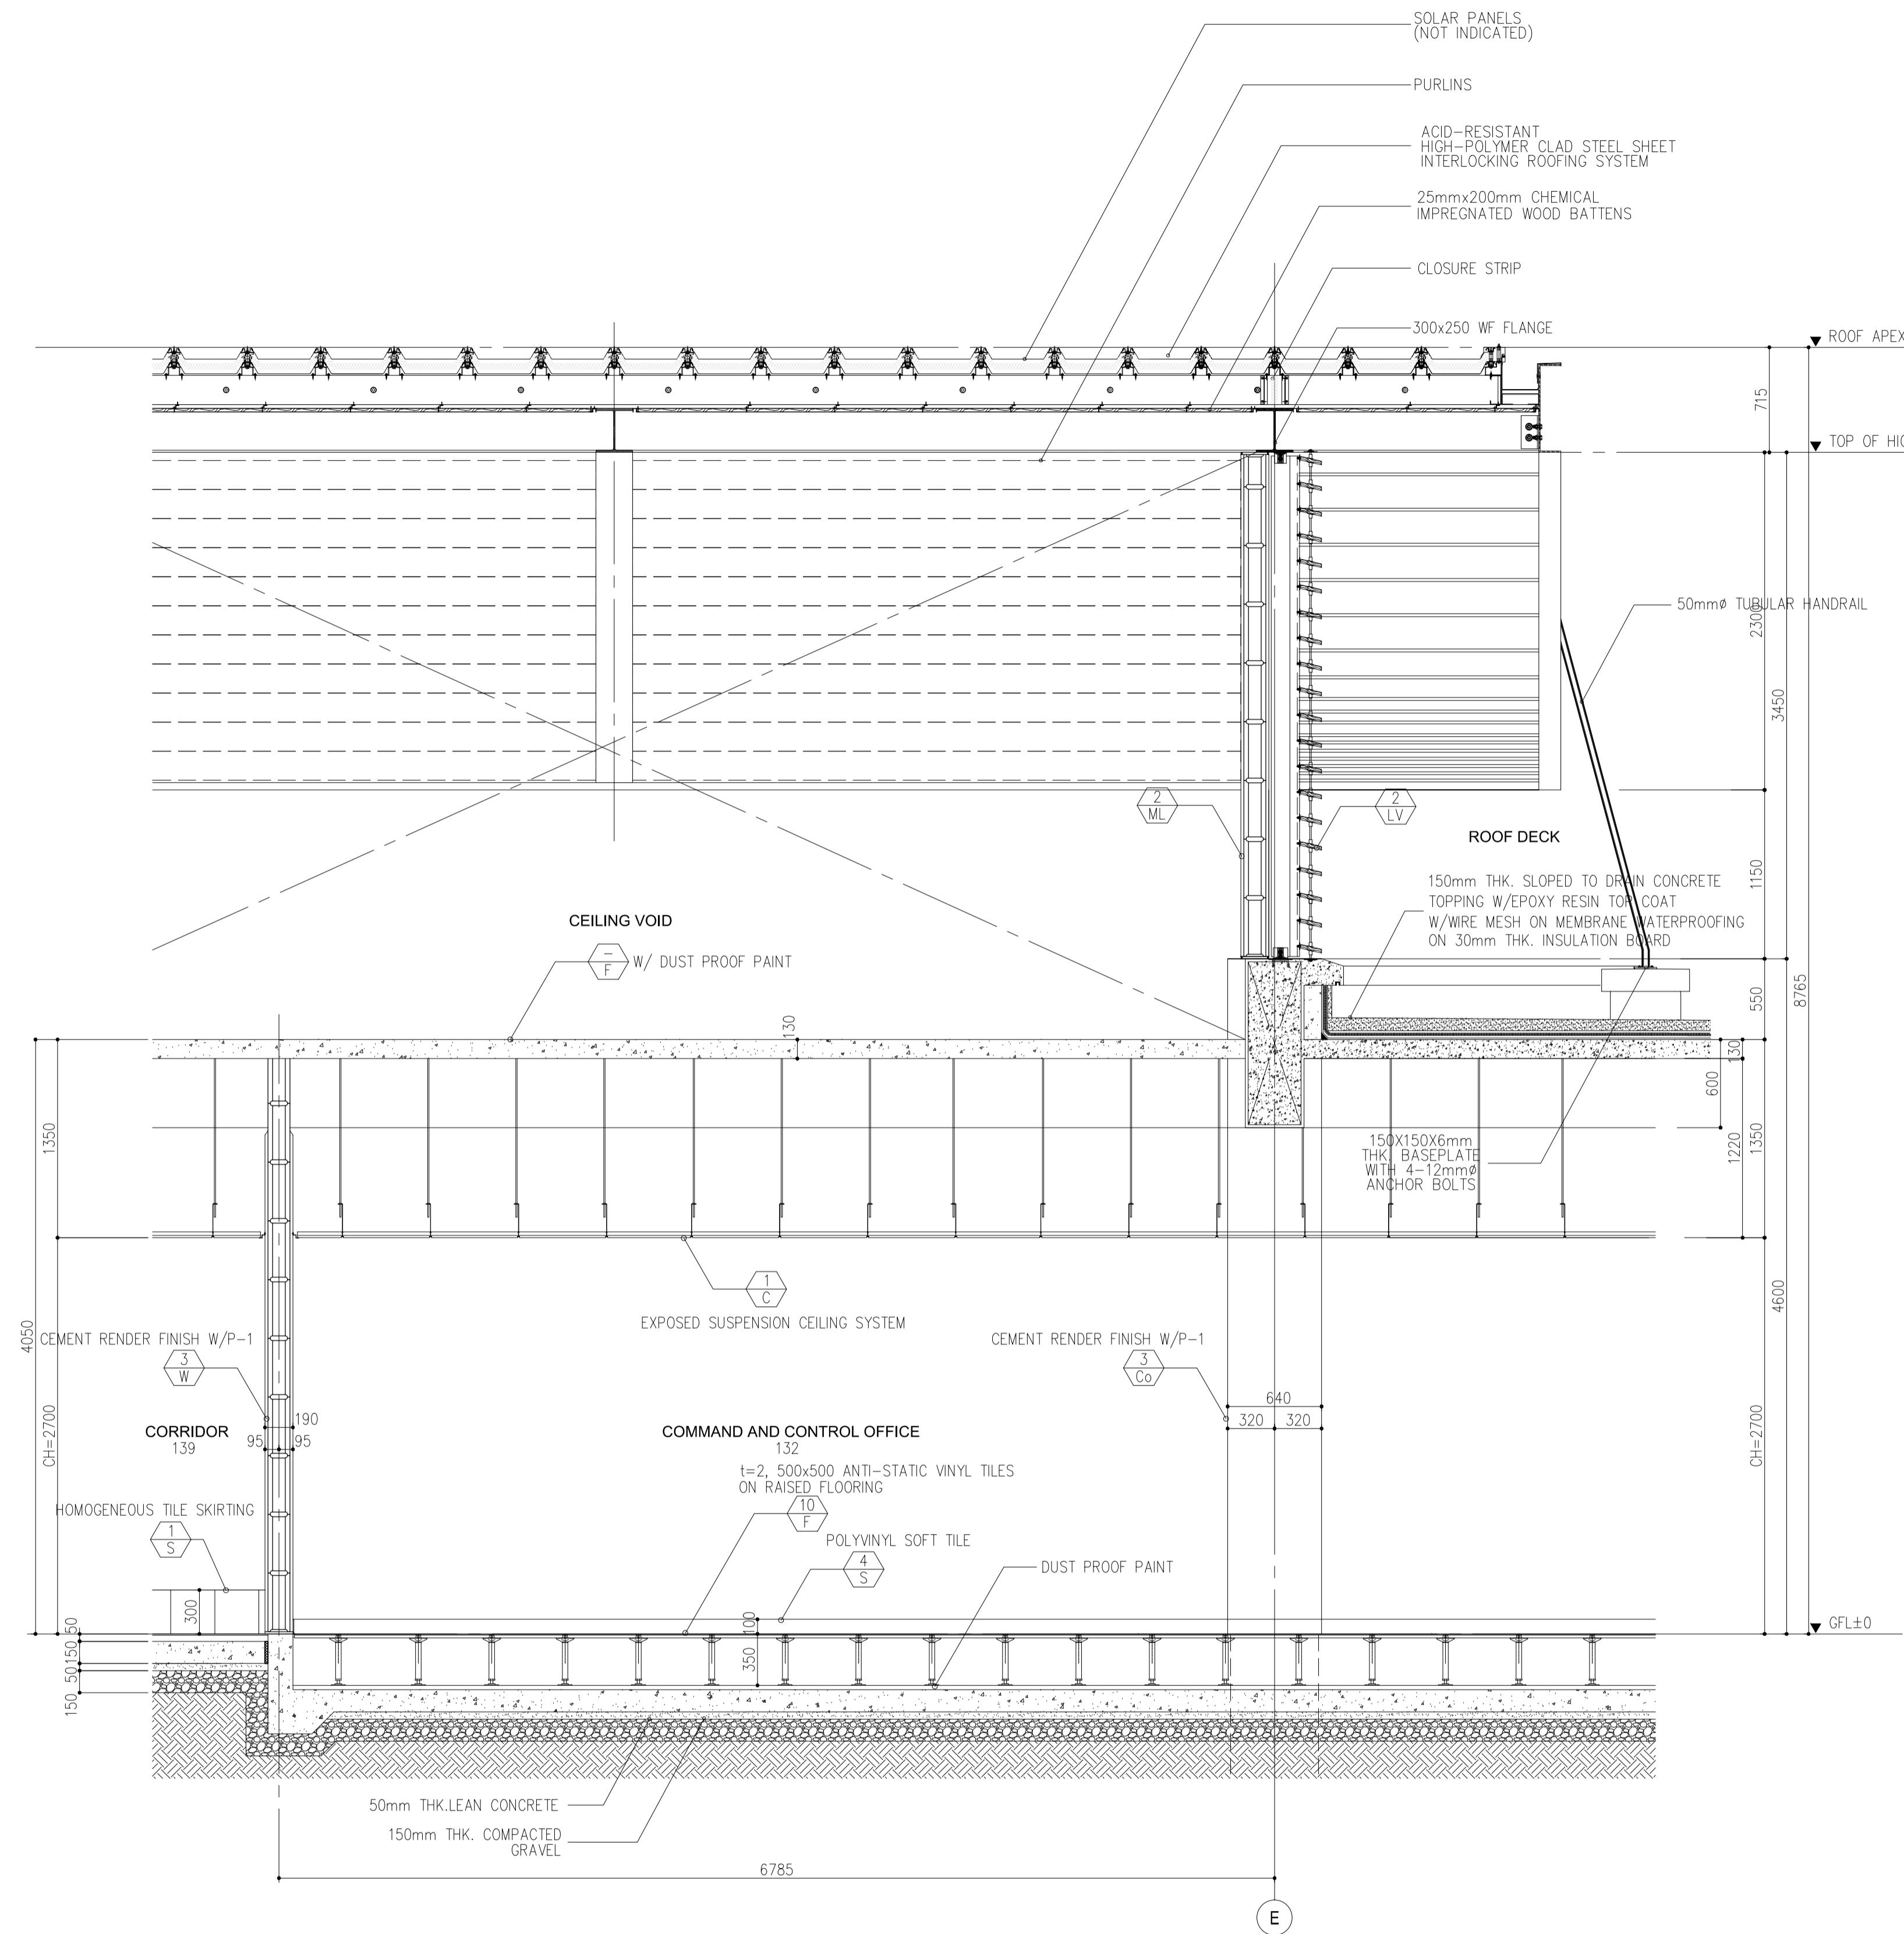 SOLAR PANELS
(NOT INDICATED)
PURLINS
ACID-RESISTANT
HIGH-POLYMER CLAD STEEL SHEET
INTERLOCKING ROOFING SYSTEM
25mmx200mm CHEMICAL
IMPREGNATED WOOD BATTENS
CLOSURE STRIP
300x250 WF FLANGE
ROOF APEX
715
TOP OF HIG
50mmø TUBULAR HANDRAIL
2300
3450
2
ML
2
LV
ROOF DECK
1150
150mm THK. SLOPED TO DRAIN CONCRETE
TOPPING W/EPOXY RESIN TOP COAT
W/WIRE MESH ON MEMBRANE WATERPROOFING
ON 30mm THK. INSULATION BOARD
CEILING VOID
–
F
W/ DUST PROOF PAINT
550
8765
130
130
600
1350
1220
1350
150X150X6mm
THK. BASEPLATE
WITH 4-12mmø
ANCHOR BOLTS
1
C
EXPOSED SUSPENSION CEILING SYSTEM
4600
4050
CEMENT RENDER FINISH W/P-1
3
W
CEMENT RENDER FINISH W/P-1
3
Co
640
320 320
190
95 95
CORRIDOR
139
CH=2700
COMMAND AND CONTROL OFFICE
132
CH=2700
t=2, 500x500 ANTI-STATIC VINYL TILES
ON RAISED FLOORING
10
F
HOMOGENEOUS TILE SKIRTING
1
S
POLYVINYL SOFT TILE
4
S
DUST PROOF PAINT
300
100
350
GFL±0
50
150
50
150
50mm THK.LEAN CONCRETE
150mm THK. COMPACTED
GRAVEL
6785
E